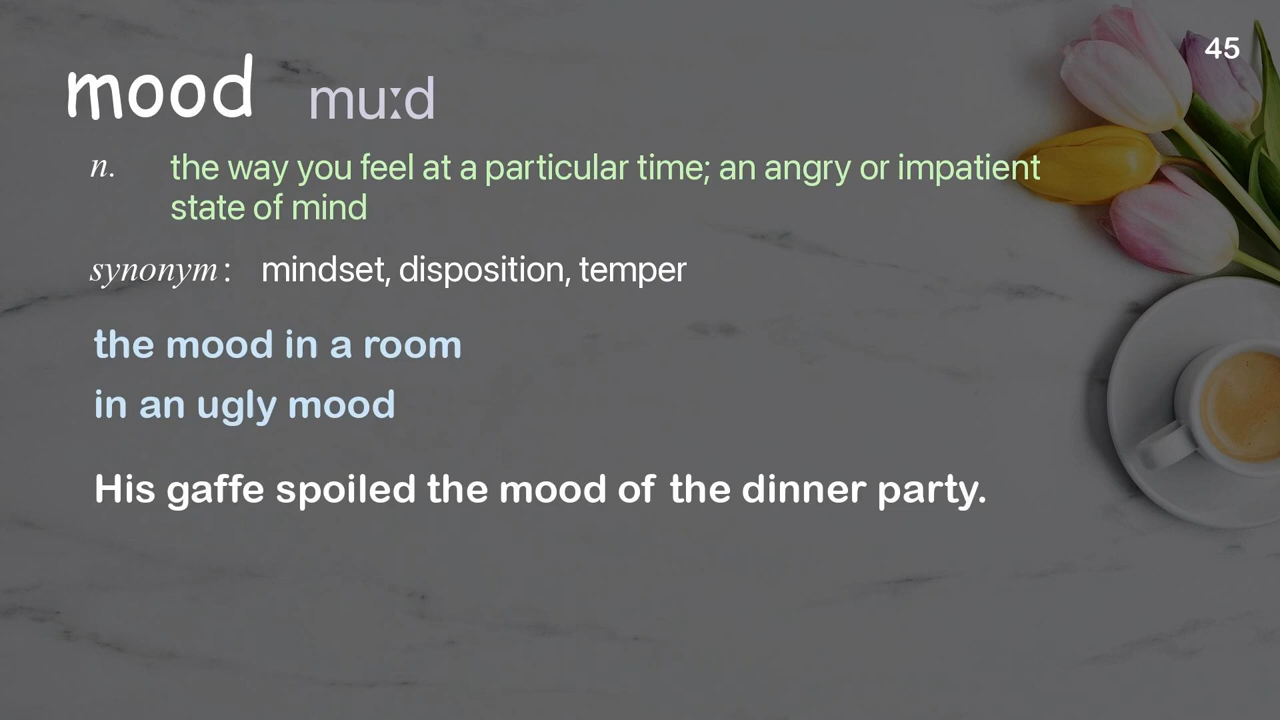 45
mood muːd
n. the way you feel at a particular time; an angry or impatient
state of mind
synonym: mindset, disposition, temper
the mood in a room
in an ugly mood
His gaffe spoiled the mood of the dinner party.